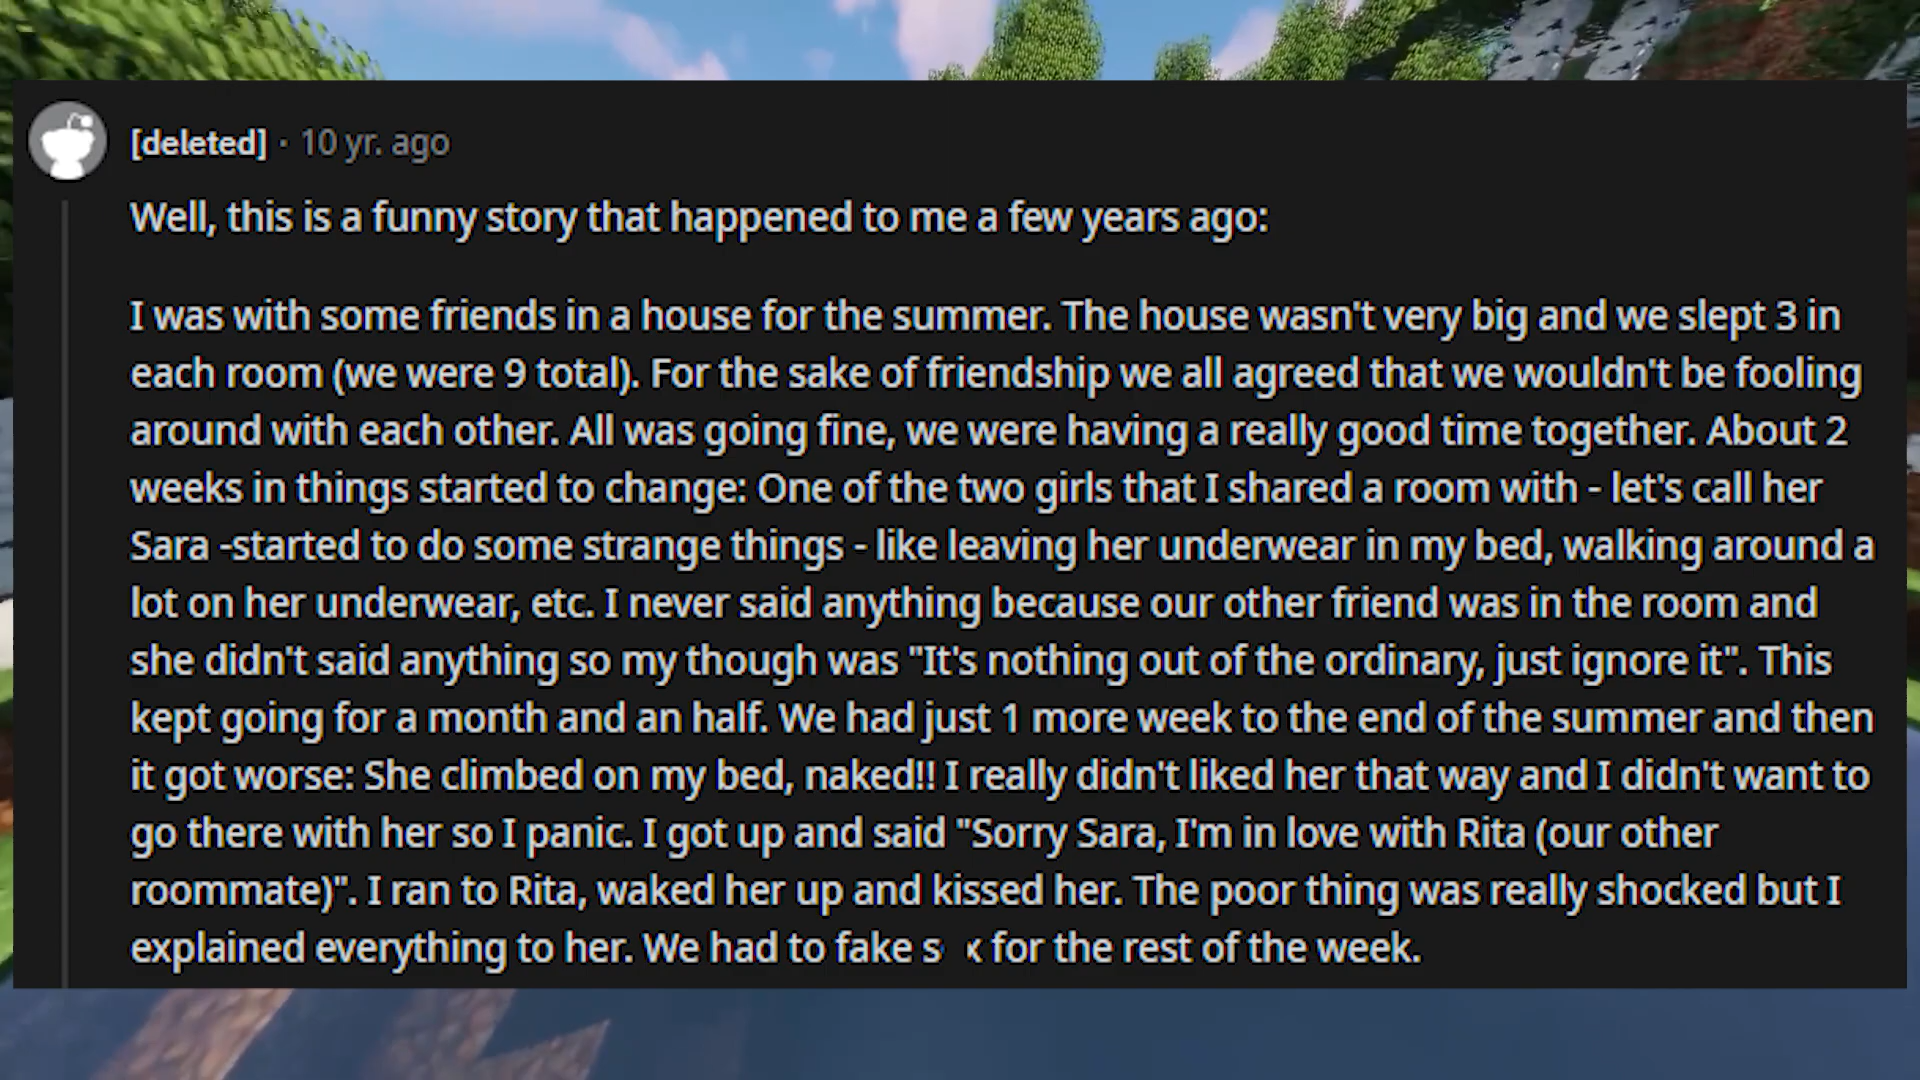 [deleted] · 10 yr. ago
Well, this is a funny story that happened to me a few years ago:
I was with some friends in a house for the summer. The house wasn't very big and we slept 3 in
each room (we were 9 total). For the sake of friendship we all agreed that we wouldn't be fooling
around with each other. All was going fine, we were having a really good time together. About 2
weeks in things started to change: One of the two girls that I shared a room with - let's call her
Sara -started to do some strange things - like leaving her underwear in my bed, walking around a
lot on her underwear, etc. I never said anything because our other friend was in the room and
she didn't said anything so my though was "It's nothing out of the ordinary, just ignore it". This
kept going for a month and an half. We had just 1 more week to the end of the summer and then
it got worse: She climbed on my bed, naked!! I really didn't liked her that way and I didn't want to
go there with her so I panic. I got up and said "Sorry Sara, I'm in love with Rita (our other
roommate)". I ran to Rita, waked her up and kissed her. The poor thing was really shocked but I
explained everything to her. We had to fake s x for the rest of the week.